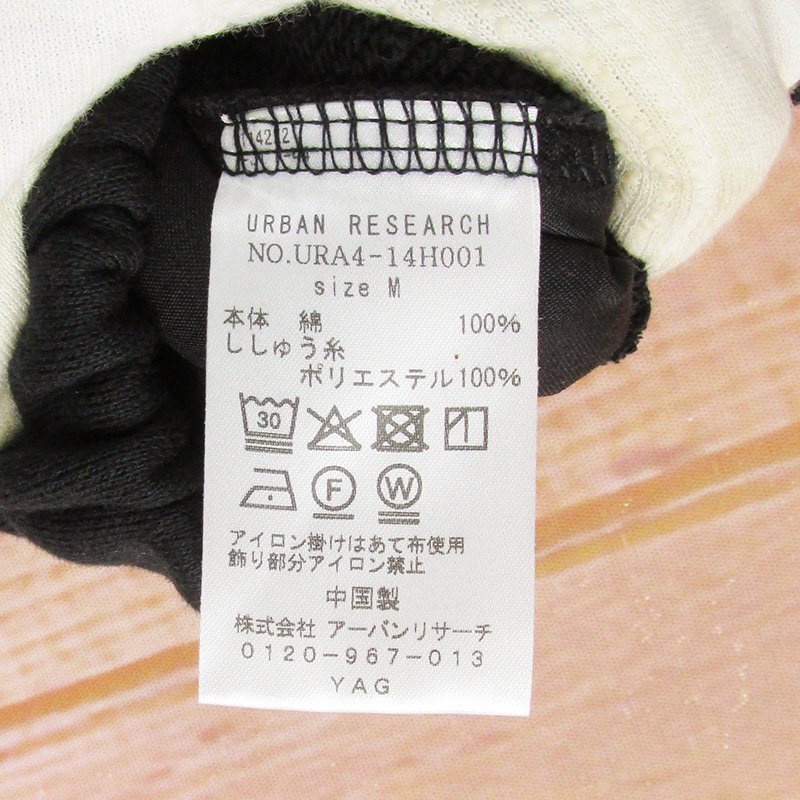 URBAN RESEARCH
NO.URA4-14H001
size M
本体 綿 100%
ししゅう糸
ポリエステル100%
30
F W
アイロン掛けはあて布使用
飾り部分アイロン禁止
中国製
株式会社 アーバンリサーチ
0120-967-013
YAG